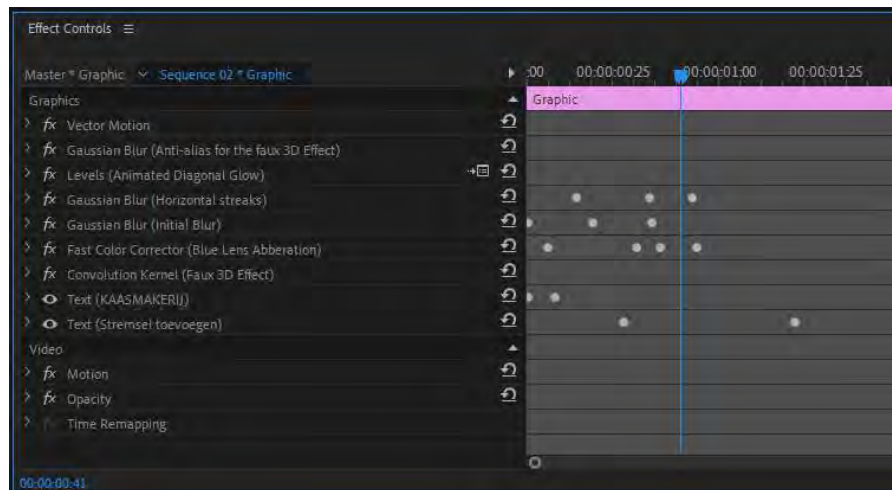 Effect Controls
Master * Graphic Sequence 02 * Graphic
:00 00:00:00:25 00:00:01:00 00:00:01:25
Graphics Graphic
fx Vector Motion
fx Gaussian Blur (Anti-alias for the faux 3D Effect)
fx Levels (Animated Diagonal Glow)
fx Gaussian Blur (Horizontal streaks)
fx Gaussian Blur (Initial Blur)
fx Fast Color Corrector (Blue Lens Abberation)
fx Convolution Kernel (Faux 3D Effect)
Text (KAASMAKERIJ)
Text (Stremsel toevoegen)
Video
fx Motion
fx Opacity
fx Time Remapping
00:00:00:41